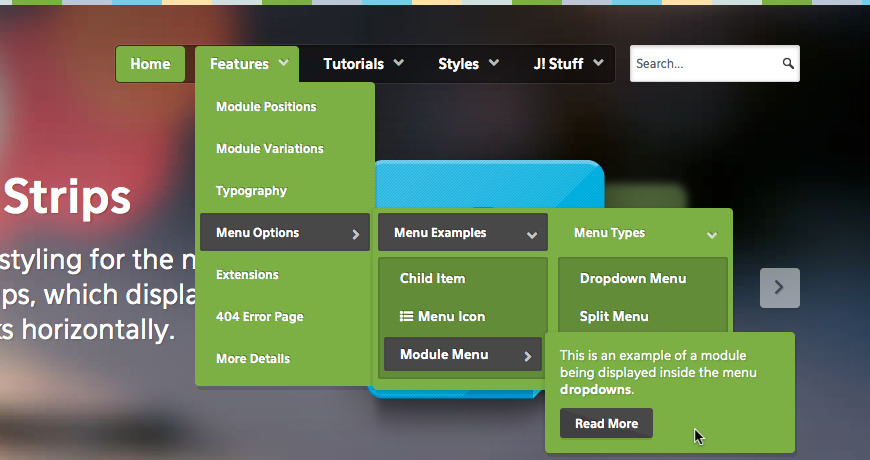 Home
Features
Tutorials
Styles
J! Stuff
Search...
Module Positions
Module Variations
Typography
Menu Options
Extensions
404 Error Page
More Details
Menu Examples
Child Item
Menu Icon
Module Menu
Menu Types
Dropdown Menu
Split Menu
This is an example of a module
being displayed inside the menu
dropdowns.
Read More
Strips
styling for the n
ps, which displa
s horizontally.